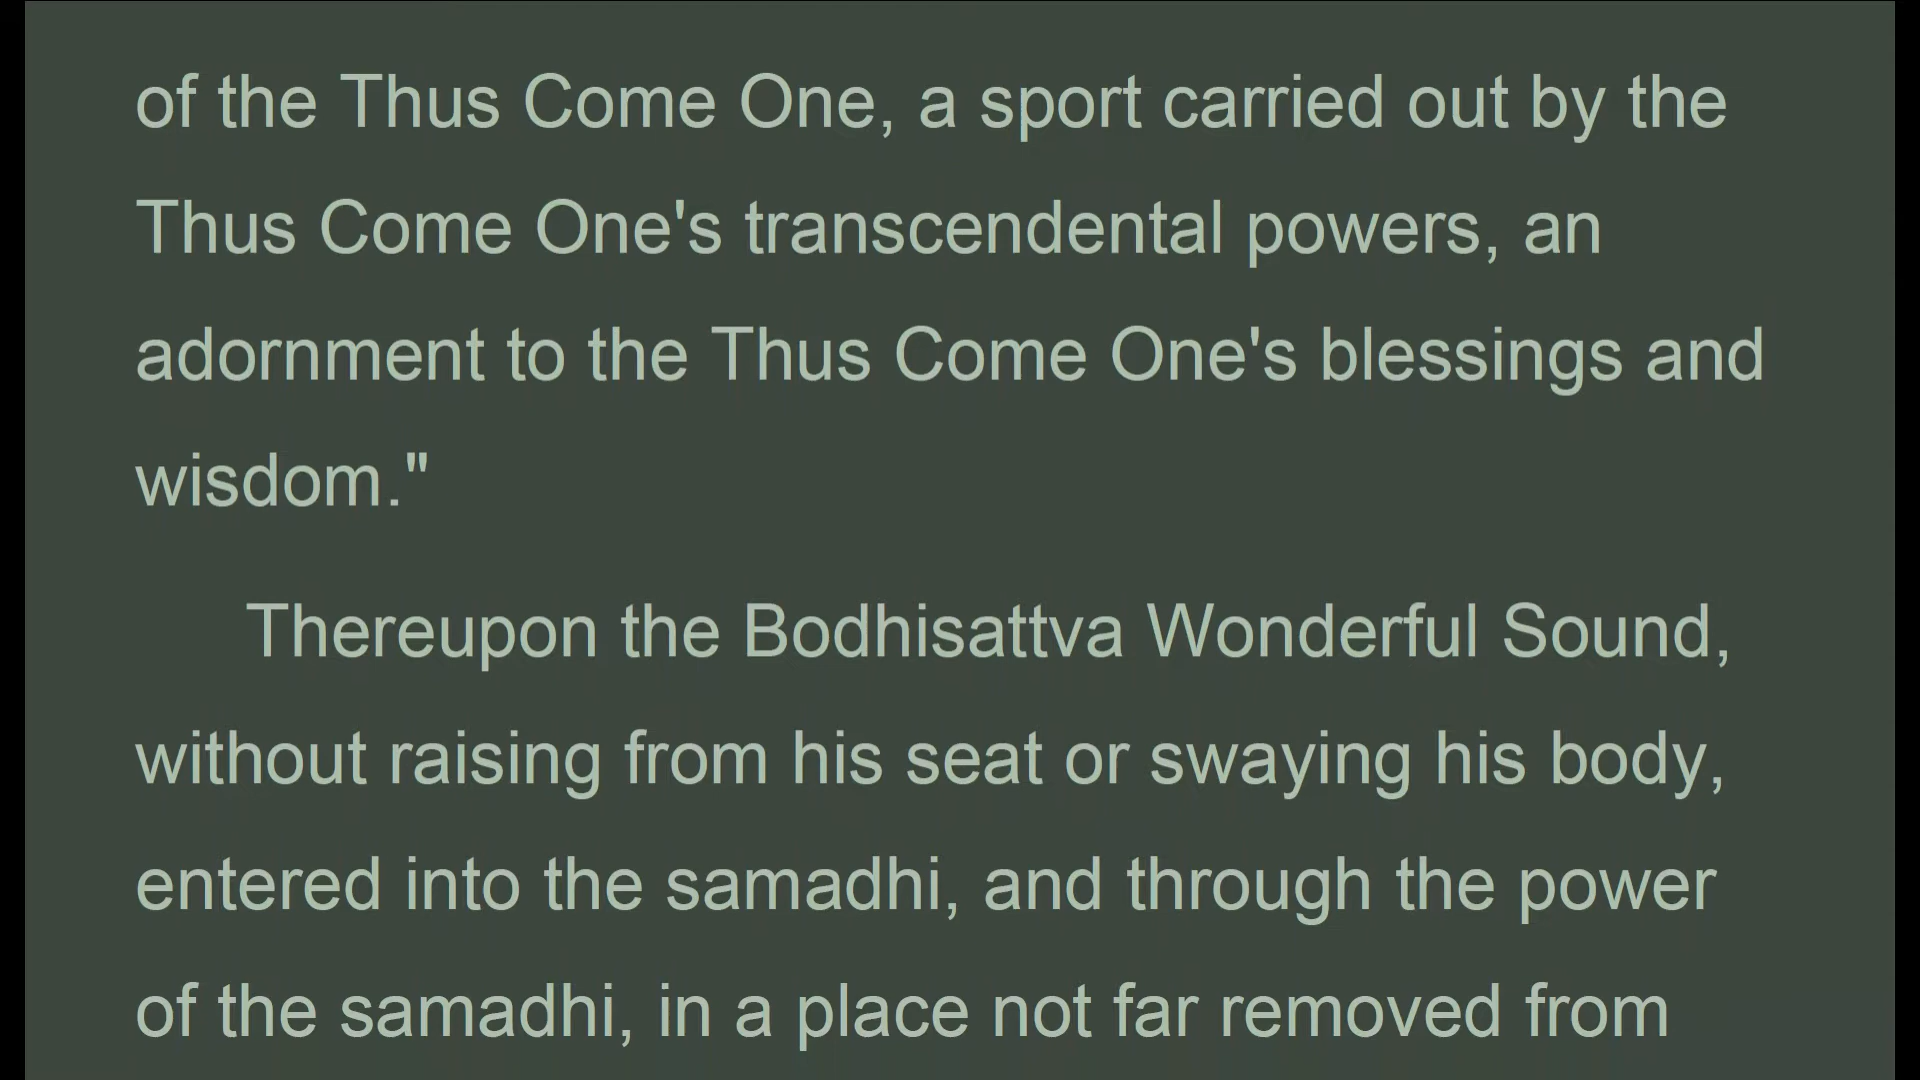 of the Thus Come One, a sport carried out by the
Thus Come One's transcendental powers, an
adornment to the Thus Come One's blessings and
wisdom."
Thereupon the Bodhisattva Wonderful Sound,
without raising from his seat or swaying his body,
entered into the samadhi, and through the power
of the samadhi, in a place not far removed from